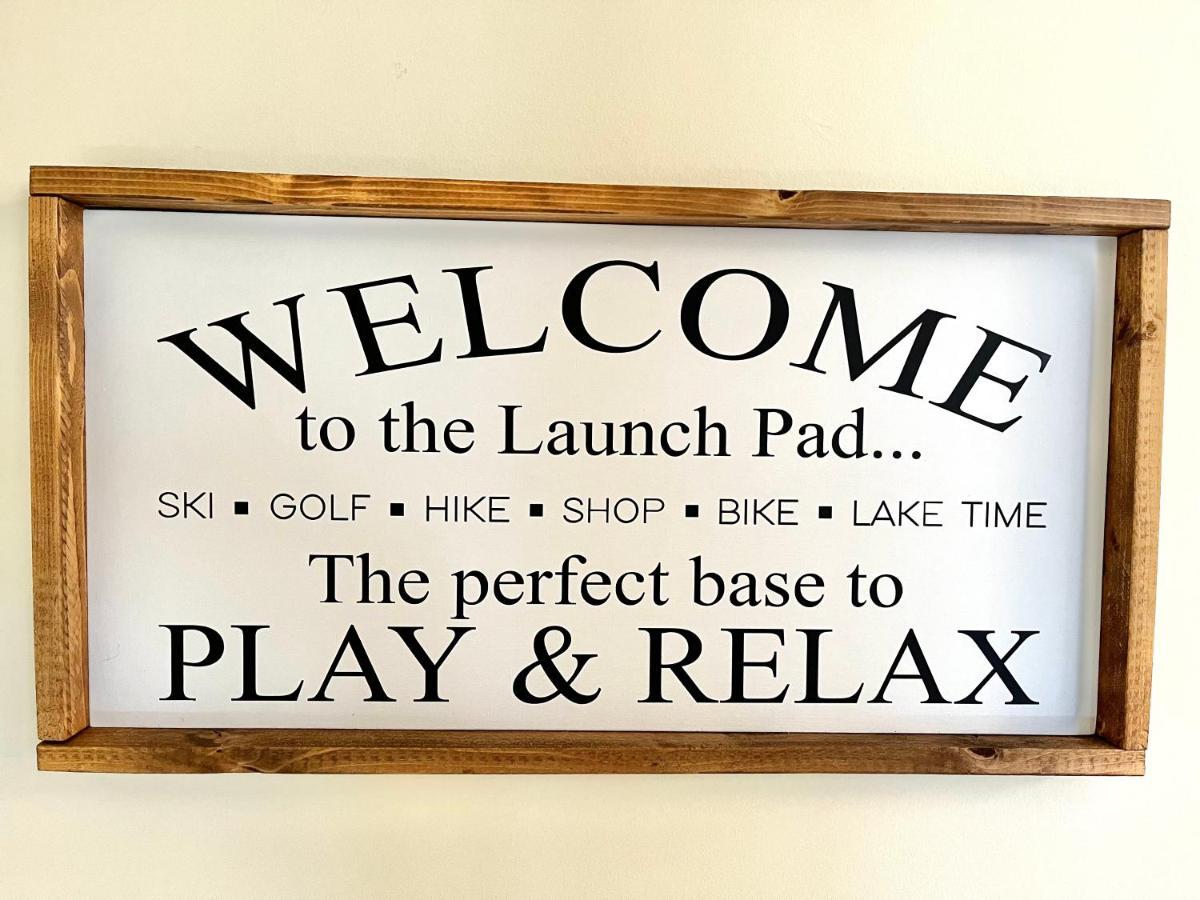 WELCOME
to the Launch Pad...
SKI ▪ GOLF ▪ HIKE ▪ SHOP ▪ BIKE ▪ LAKE TIME
The perfect base to
PLAY & RELAX